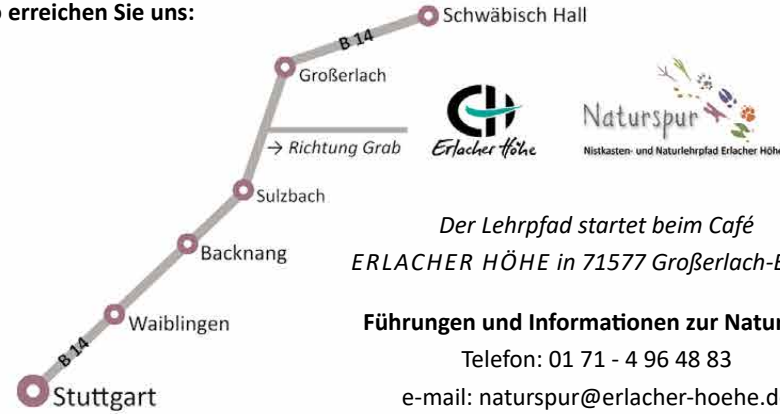 erreichen Sie uns:
B 14
Schwäbisch Hall
Großerlach
→ Richtung Grab
Erlacher Höhe
Naturspur
Nistkasten- und Naturlehrpfad Erlacher Höhe
Sulzbach
Backnang
Waiblingen
B 14
Stuttgart
Der Lehrpfad startet beim Café
ERLACHER HÖHE in 71577 Großerlach-
Führungen und Informationen zur Natur
Telefon: 01 71 - 4 96 48 83
e-mail: naturspur@erlacher-hoehe.d